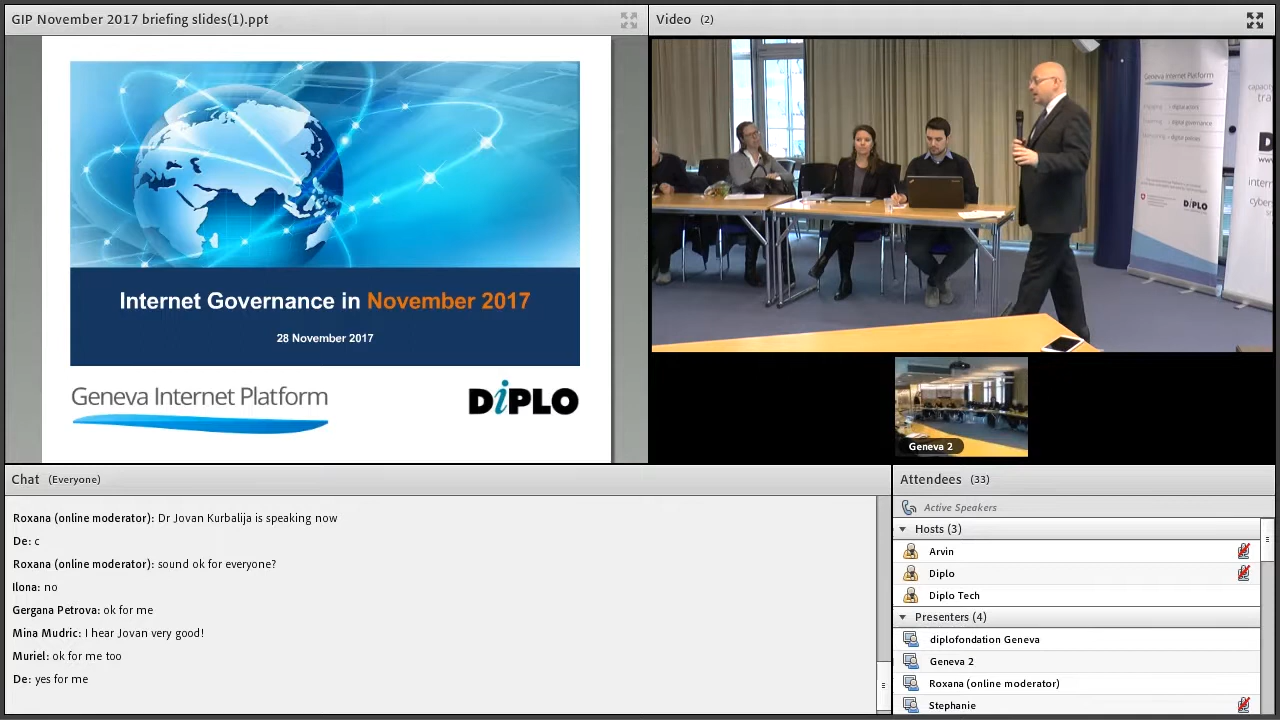 GIP November 2017 briefing slides(1).ppt
Internet Governance in November 2017
28 November 2017
Geneva Internet Platform
DiPLO
Video (2)
Geneva Internet Platform
DiPLO
Geneva 2
Chat (Everyone)
Roxana (online moderator): Dr Jovan Kurbalija is speaking now
De: c
Roxana (online moderator): sound ok for everyone?
Ilona: no
Gergana Petrova: ok for me
Mina Mudric: I hear Jovan very good!
Muriel: ok for me too
De: yes for me
Attendees (33)
Active Speakers
Hosts (3)
Arvin
Diplo
Diplo Tech
Presenters (4)
diplofondation Geneva
Geneva 2
Roxana (online moderator)
Stephanie